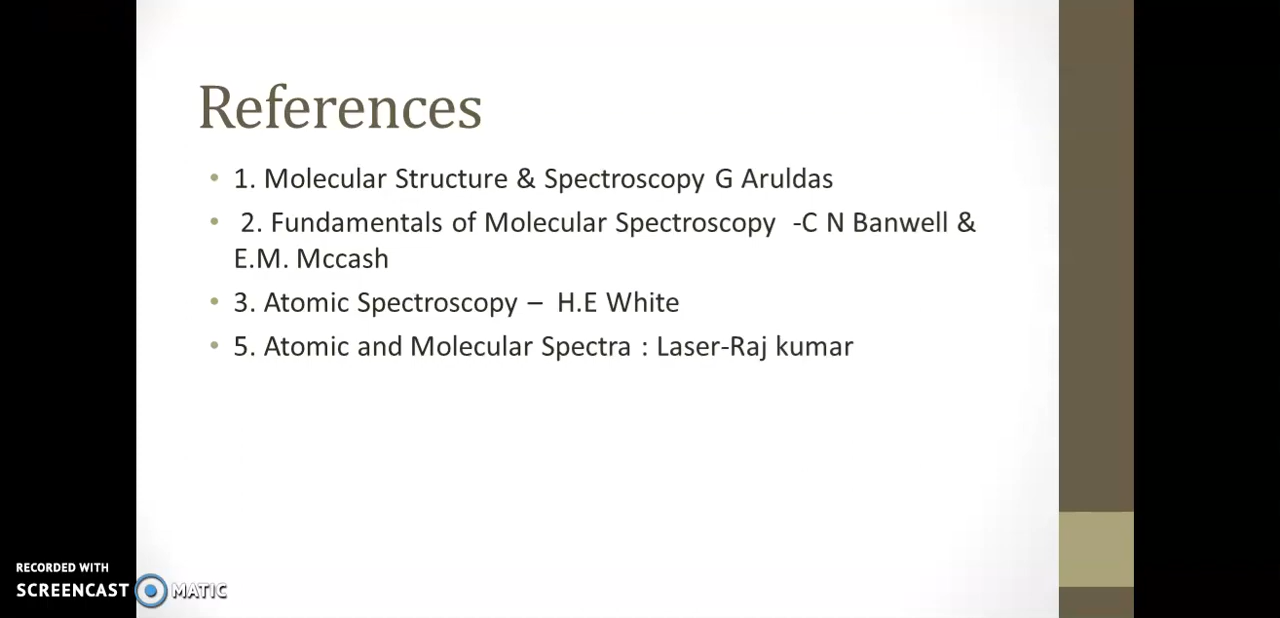 References
• 1. Molecular Structure & Spectroscopy G Aruldas
• 2. Fundamentals of Molecular Spectroscopy -C N Banwell &
E.M. Mccash
• 3. Atomic Spectroscopy – H.E White
• 5. Atomic and Molecular Spectra : Laser-Raj kumar
RECORDED WITH
SCREENCAST MATIC